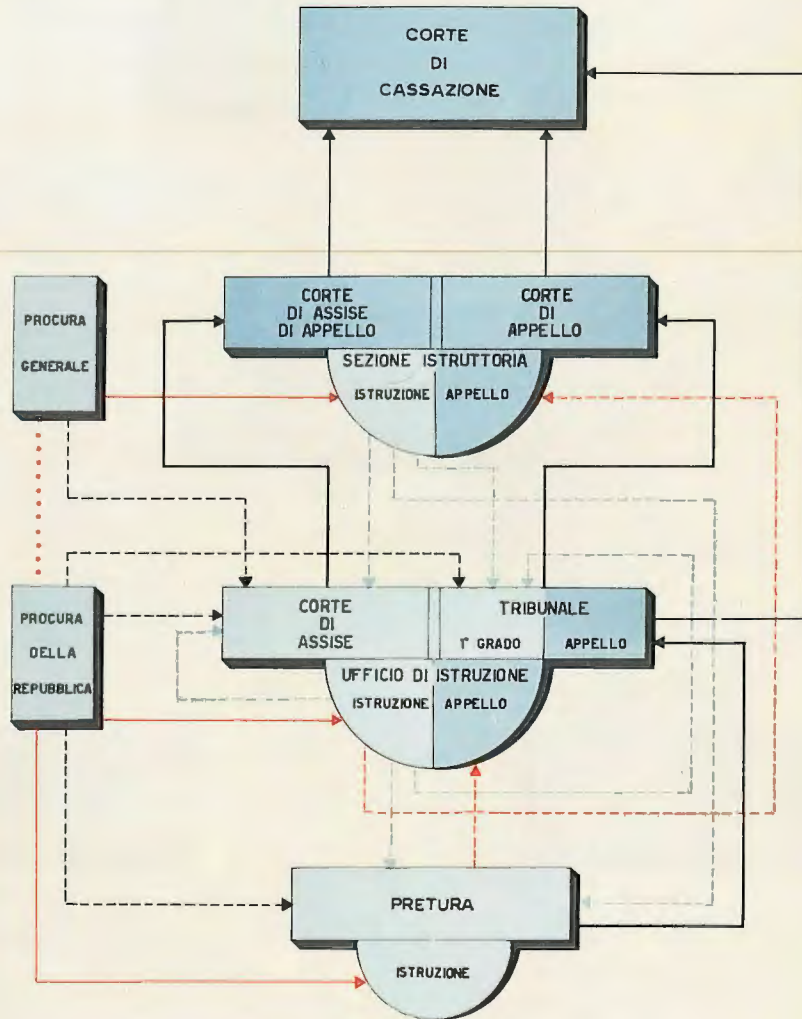 CORTE
DI
CASSAZIONE
PROCURA
GENERALE
CORTE
DI ASSISE
DI APPELLO
CORTE
DI
APPELLO
SEZIONE ISTRUTTORIA
ISTRUZIONE APPELLO
PROCURA
DELLA
REPUBBLICA
CORTE
DI
ASSISE
TRIBUNALE
1° GRADO APPELLO
UFFICIO DI ISTRUZIONE
ISTRUZIONE APPELLO
PRETURA
ISTRUZIONE